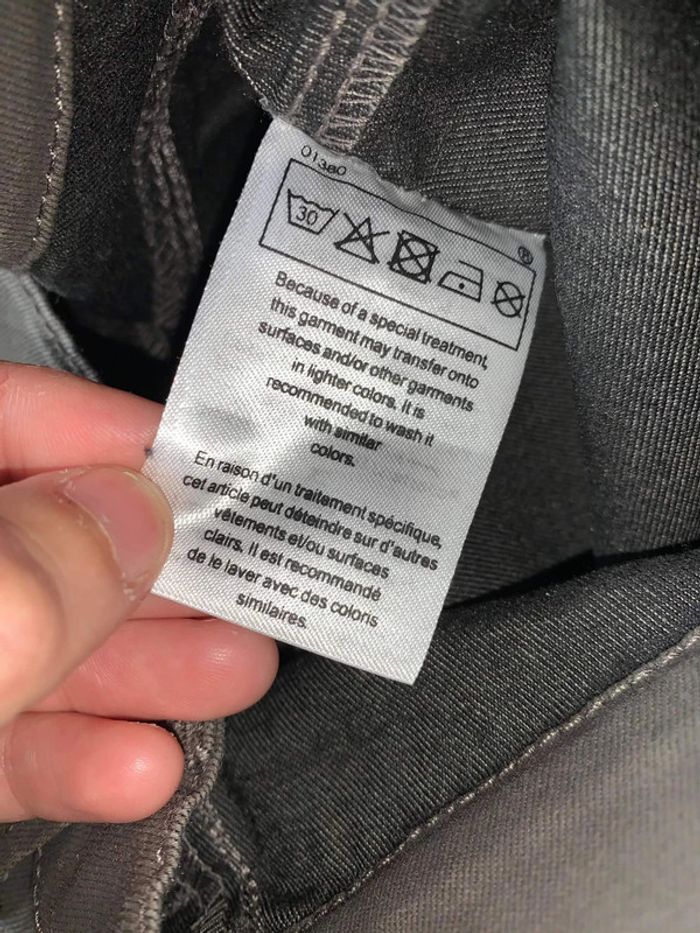 013a0
30
®
Because of a special treatment,
this garment may transfer onto
surfaces and/or other garments
in lighter colors. It is
recommended to wash it
with similar
colors.
En raison d'un traitement spécifique,
cet article peut déteindre sur d'autres
vêtements et/ou surfaces
clairs. Il est recommandé
de le laver avec des coloris
similaires.